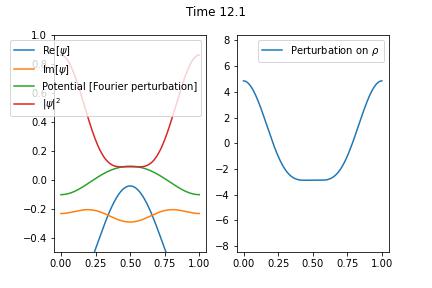 Time 12.1
1.0
0.8
0.6
0.4
0.2
0.0
−0.2
−0.4
0.00 0.25 0.50 0.75 1.00
Re[ψ]
Im[ψ]
Potential [Fourier perturbation]
|ψ|²
8
6
4
2
0
−2
−4
−6
−8
0.00 0.25 0.50 0.75 1.00
Perturbation on ρ